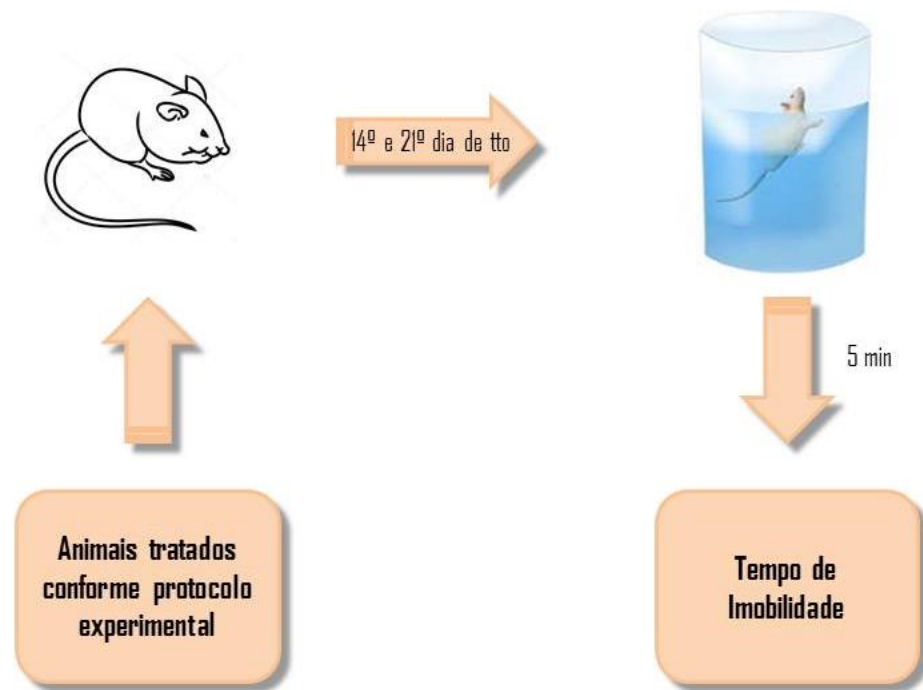 14º e 21º dia de tto
5 min
Animais tratados
conforme protocolo
experimental
Tempo de
Imobilidade